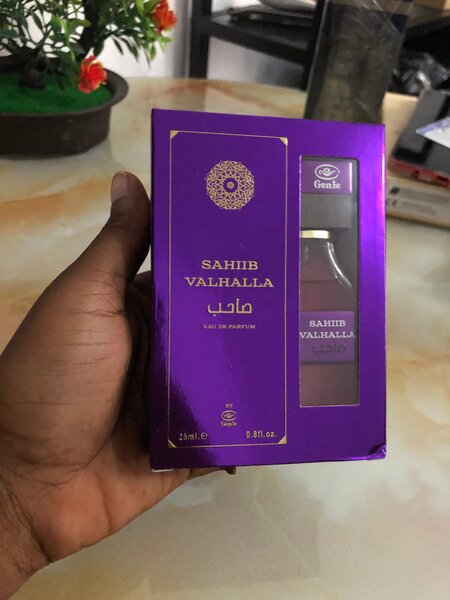 SAHIIB
VALHALLA
صاحب
EAU DE PARFUM
BY
Genie
25ml.e
0.8fl.oz.
Genie
SAHIIB
VALHALLA
صاحب